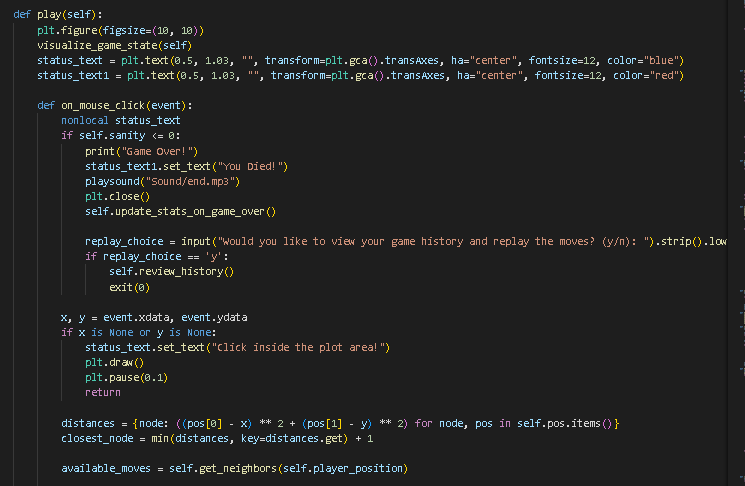 def play(self):
    plt.figure(figsize=(10, 10))
    visualize_game_state(self)
    status_text = plt.text(0.5, 1.03, "", transform=plt.gca().transAxes, ha="center", fontsize=12, color="blue")
    status_text1 = plt.text(0.5, 1.03, "", transform=plt.gca().transAxes, ha="center", fontsize=12, color="red")
    def on_mouse_click(event):
        nonlocal status_text
        if self.sanity <= 0:
            print("Game Over!")
            status_text1.set_text("You Died!")
            playsound("Sound/end.mp3")
            plt.close()
            self.update_stats_on_game_over()
            replay_choice = input("Would you like to view your game history and replay the moves? (y/n): ").strip().low
            if replay_choice == 'y':
                self.review_history()
                exit(0)
        x, y = event.xdata, event.ydata
        if x is None or y is None:
            status_text.set_text("Click inside the plot area!")
            plt.draw()
            plt.pause(0.1)
            return
        distances = {node: ((pos[0] - x) ** 2 + (pos[1] - y) ** 2) for node, pos in self.pos.items()}
        closest_node = min(distances, key=distances.get) + 1
        available_moves = self.get_neighbors(self.player_position)